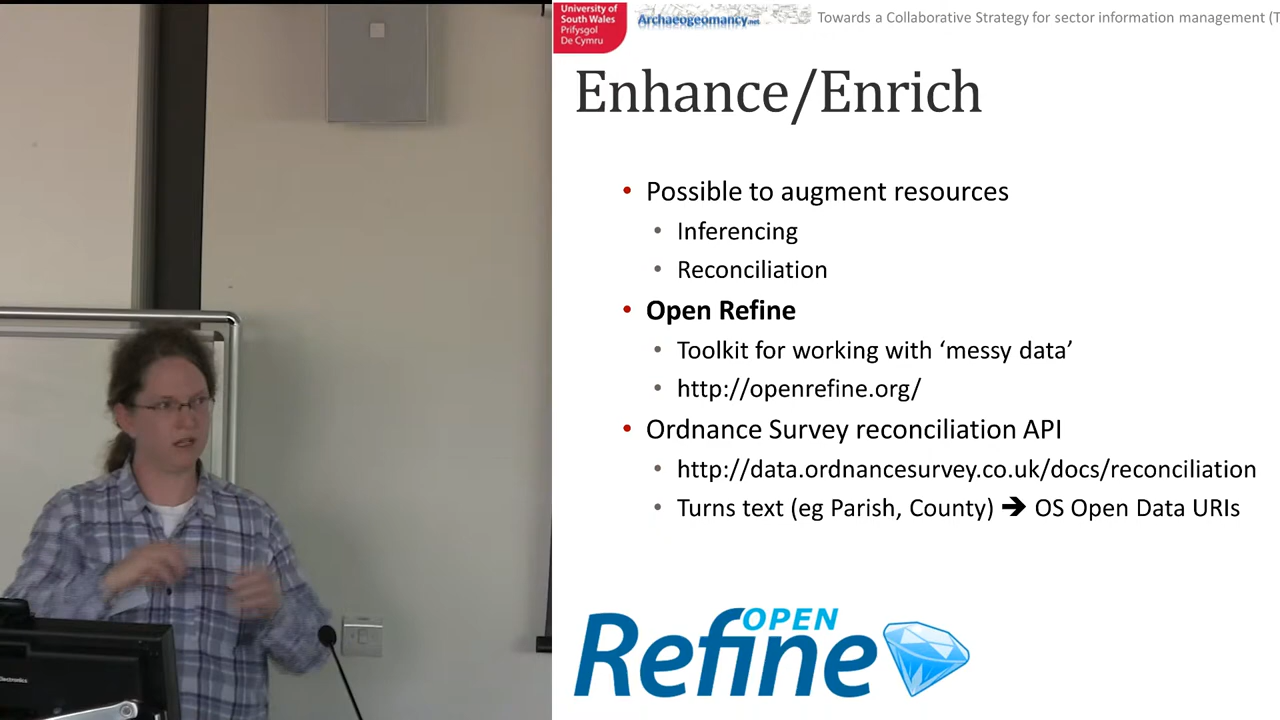 University of
South Wales
Prifysgol
De Cymru
Archaeogeomancy.net
Towards a Collaborative Strategy for sector information management (T
Enhance/Enrich
• Possible to augment resources
• Inferencing
• Reconciliation
• Open Refine
• Toolkit for working with ‘messy data’
• http://openrefine.org/
• Ordnance Survey reconciliation API
• http://data.ordnancesurvey.co.uk/docs/reconciliation
• Turns text (eg Parish, County) ➔ OS Open Data URIs
OPEN
Refine